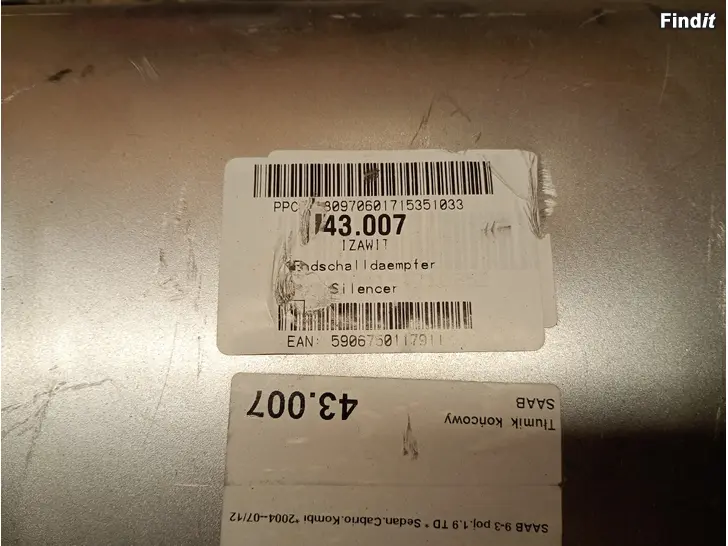 Findit
43.007
IZAWIT
Endschalldaempfer
Silencer
EAN: 5906750117911
43.007
SAAB
Tłumik końcowy
SAAB 9-3 poj.1.9 TD * Sedan.Cabrio.Kombi *2004--07/12